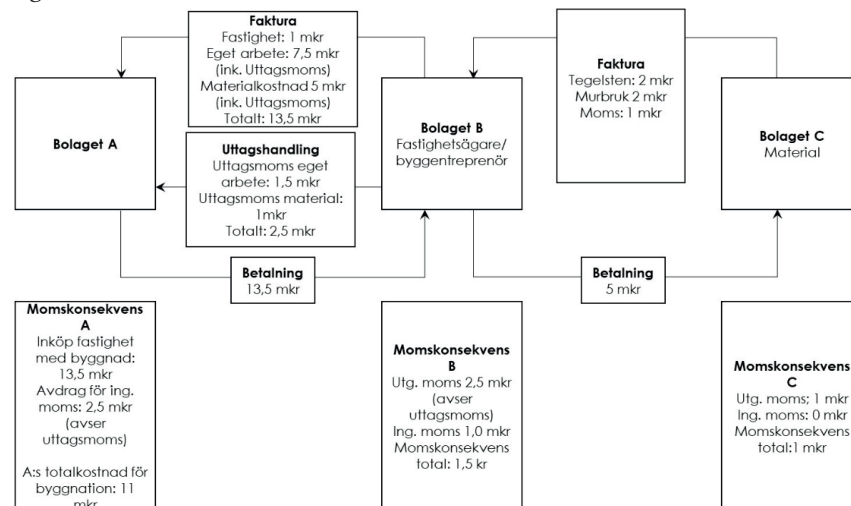 Faktura
Fastighet: 1 mkr
Eget arbete: 7,5 mkr
(ink. Uttagsmoms)
Materialkostnad 5 mkr
(ink. Uttagsmoms)
Totalt: 13,5 mkr
Faktura
Tegelsten: 2 mkr
Murbruk 2 mkr
Moms: 1 mkr
Bolaget A
Bolaget B
Fastighetsägare/
byggentreprenör
Bolaget C
Material
Uttagshandling
Uttagsmoms eget
arbete: 1,5 mkr
Uttagsmoms material:
1mkr
Totalt: 2,5 mkr
Betalning
13,5 mkr
Betalning
5 mkr
Momskonsekvens
A
Inköp fastighet
med byggnad:
13,5 mkr
Avdrag för ing.
moms: 2,5 mkr
(avser
uttagsmoms)
A:s totalkostnad för
byggnation: 11
mkr
Momskonsekvens
B
Utg. moms 2,5 mkr
(avser
uttagsmoms)
Ing. moms 1,0 mkr
Momskonsekvens
total: 1,5 kr
Momskonsekvens
C
Utg. moms; 1 mkr
Ing. moms: 0 mkr
Momskonsekvens
total:1 mkr